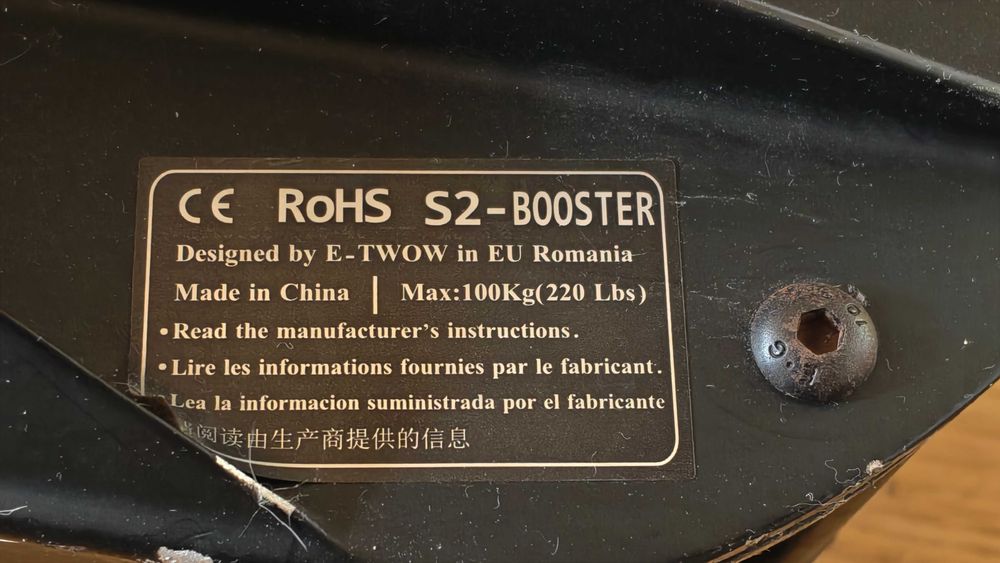 CE RoHS S2-BOOSTER
Designed by E-TWOW in EU Romania
Made in China | Max:100Kg(220 Lbs)
•Read the manufacturer's instructions.
•Lire les informations fournies par le fabricant.
Lea la informacion suministrada por el fabricante
阅读由生产商提供的信息